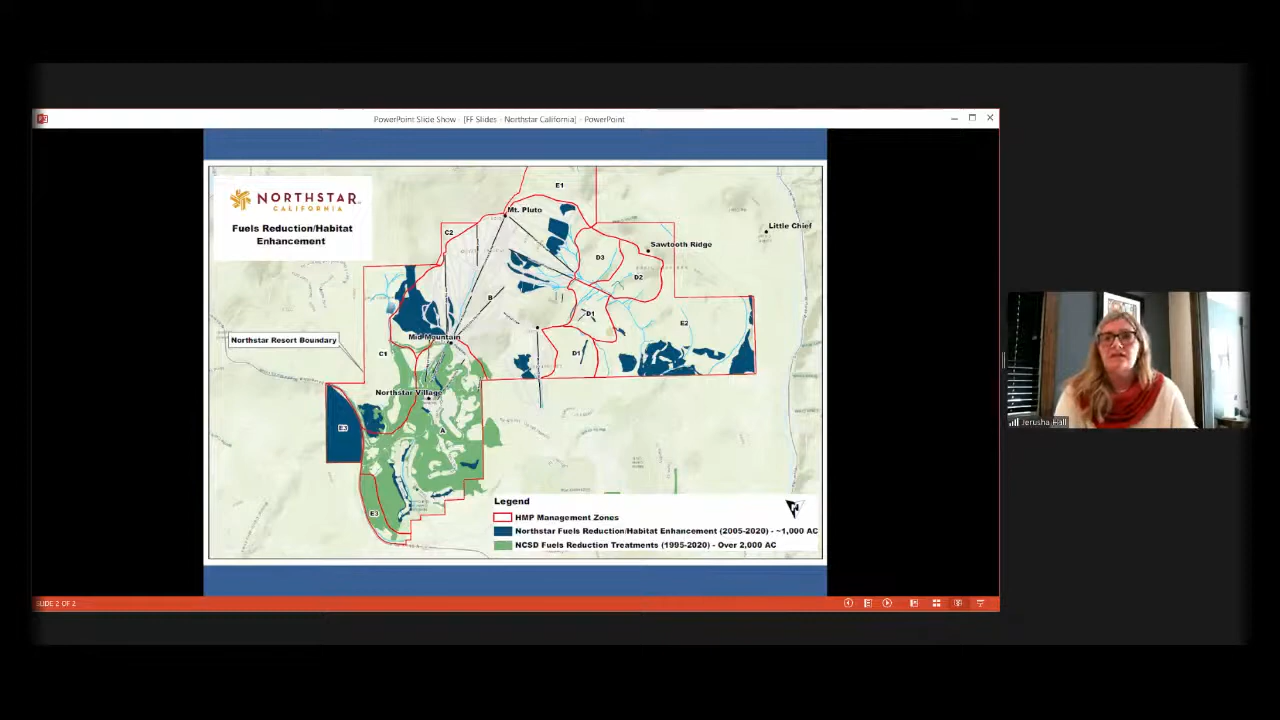 PowerPoint Slide Show - [FF Slides - Northstar California] - PowerPoint
NORTHSTAR
CALIFORNIA
Fuels Reduction/Habitat
Enhancement
E1
Mt. Pluto
C2
Little Chief
Sawtooth Ridge
D3
D2
B
D1
E2
Mid Mountain
Northstar Resort Boundary
C1
D1
Northstar Village
E3
A
E3
Legend
HMP Management Zones
Northstar Fuels Reduction/Habitat Enhancement (2005-2020) - ~1,000 AC
NCSD Fuels Reduction Treatments (1995-2020) - Over 2,000 AC
Jerusha Hall
SLIDE 2 OF 2